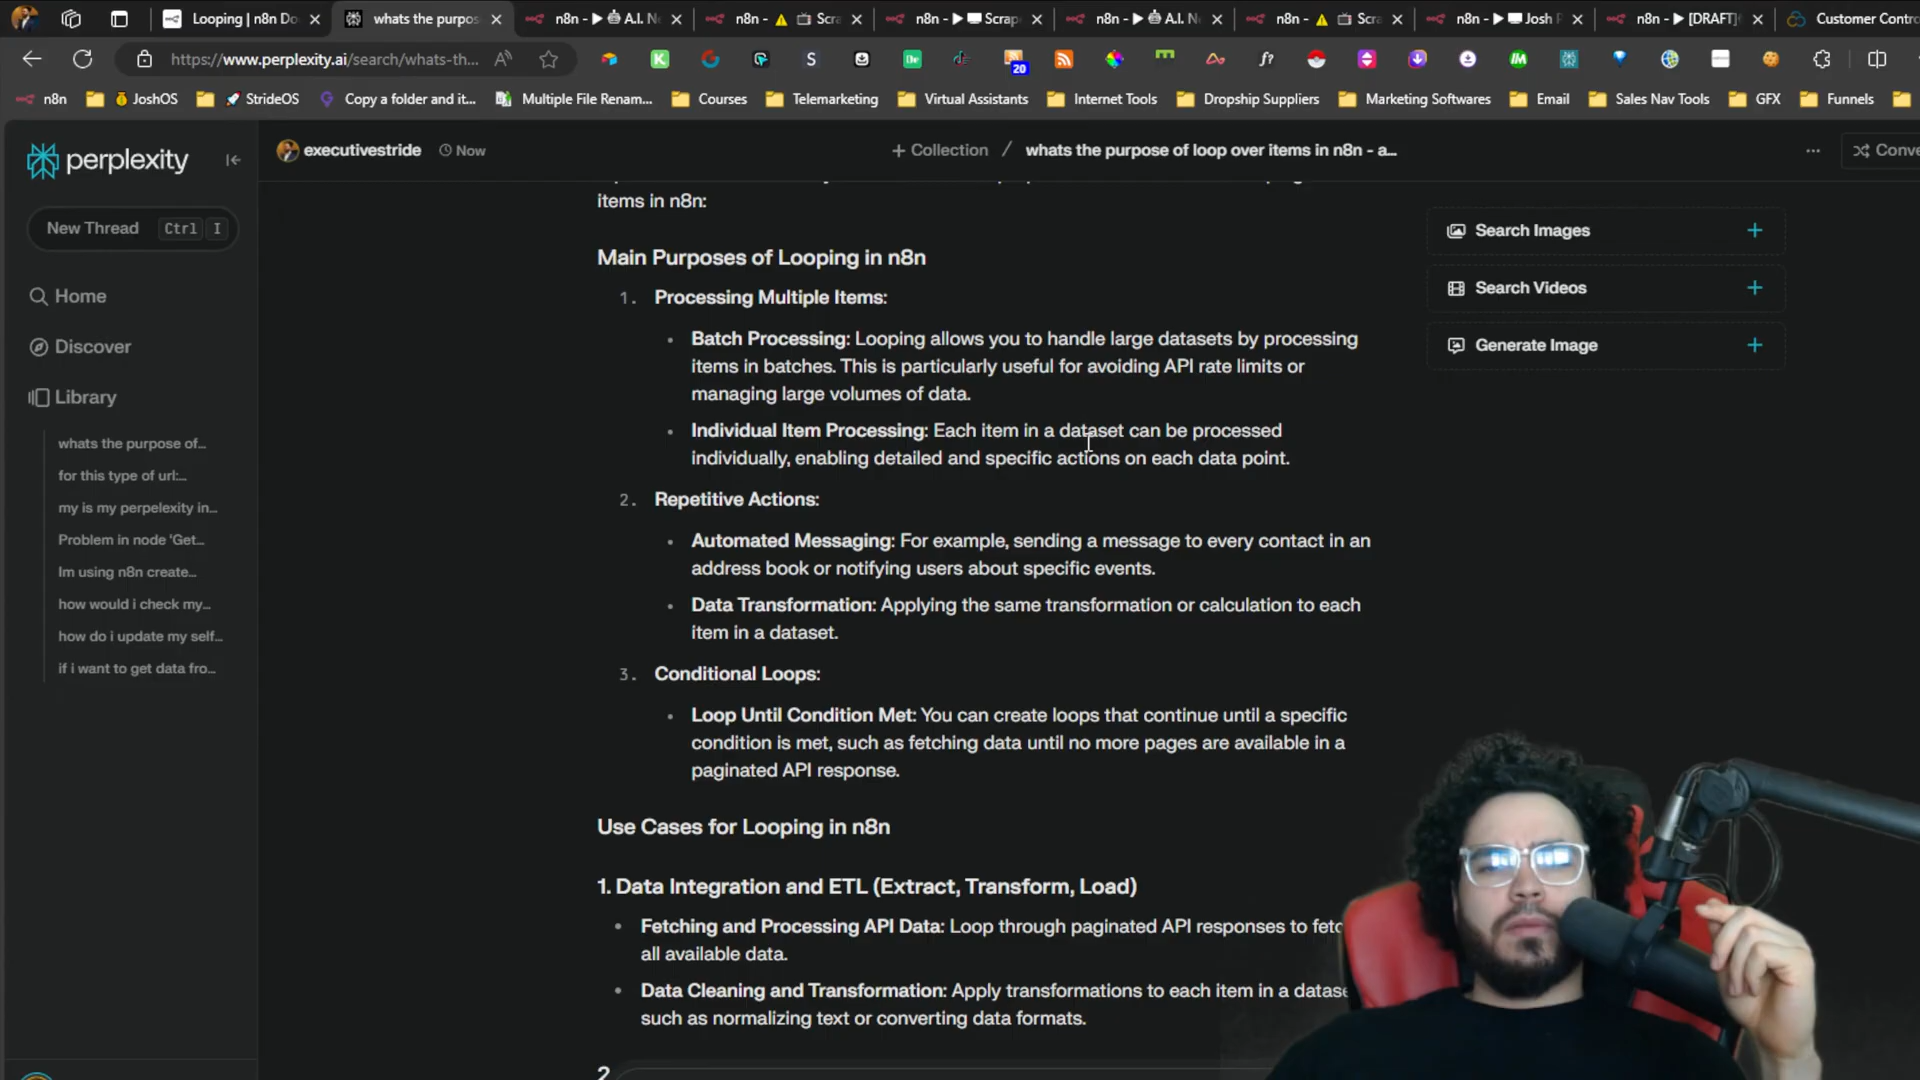 Looping | n8n Do
whats the purpos
n8n - ▶ A.I. N
n8n - ⚠ Scra
n8n - ▶ Scrap
n8n - ▶ A.I. N
n8n - ⚠ Scra
n8n - ▶ Josh F
n8n - ▶ [DRAFT]
Customer Contro
https://www.perplexity.ai/search/whats-th...
20
n8n
JoshOS
StrideOS
Copy a folder and it...
Multiple File Renam...
Courses
Telemarketing
Virtual Assistants
Internet Tools
Dropship Suppliers
Marketing Softwares
Email
Sales Nav Tools
GFX
Funnels
perplexity
New Thread Ctrl I
Home
Discover
Library
whats the purpose of...
for this type of url:...
my is my perpelexity in...
Problem in node 'Get...
Im using n8n create...
how would i check my...
how do i update my self...
if i want to get data fro...
executivestride Now
+ Collection / whats the purpose of loop over items in n8n - a...
Conve
items in n8n:
Main Purposes of Looping in n8n
1. Processing Multiple Items:
• Batch Processing: Looping allows you to handle large datasets by processing
items in batches. This is particularly useful for avoiding API rate limits or
managing large volumes of data.
• Individual Item Processing: Each item in a dataset can be processed
individually, enabling detailed and specific actions on each data point.
2. Repetitive Actions:
• Automated Messaging: For example, sending a message to every contact in an
address book or notifying users about specific events.
• Data Transformation: Applying the same transformation or calculation to each
item in a dataset.
3. Conditional Loops:
• Loop Until Condition Met: You can create loops that continue until a specific
condition is met, such as fetching data until no more pages are available in a
paginated API response.
Use Cases for Looping in n8n
1. Data Integration and ETL (Extract, Transform, Load)
• Fetching and Processing API Data: Loop through paginated API responses to fetc
all available data.
• Data Cleaning and Transformation: Apply transformations to each item in a datase
such as normalizing text or converting data formats.
2
Search Images
Search Videos
Generate Image